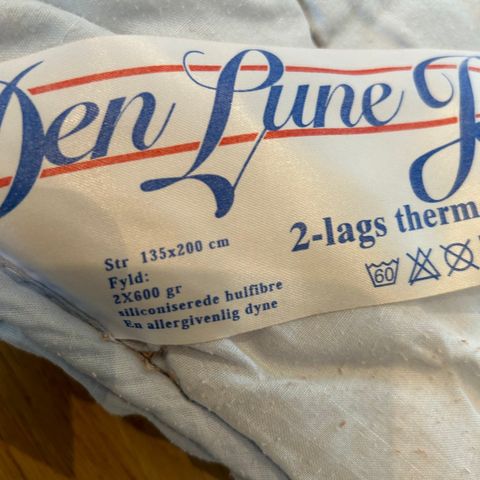 Den Lune
2-lags therm
Str 135x200 cm
Fyld:
2X600 gr
siliconiserede hulfibre
En allergivenlig dyne
60